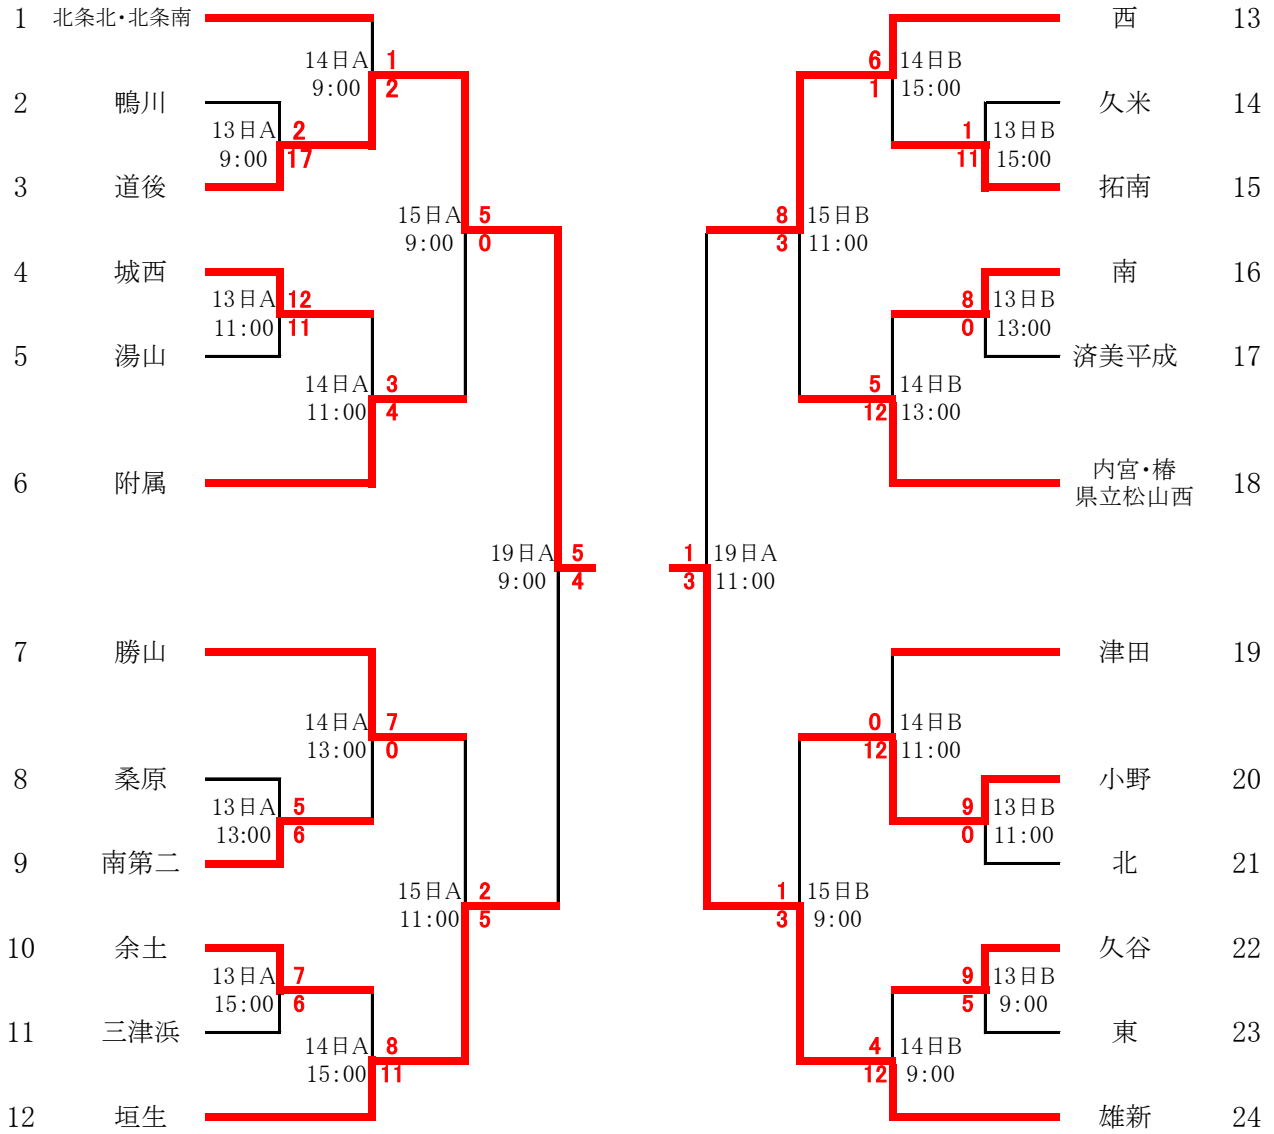 1 北条北・北条南
14日A
9:00
1
2
2 鴨川
13日A
9:00
2
17
3 道後
15日A
9:00
5
0
4 城西
13日A
11:00
12
11
5 湯山
14日A
11:00
3
4
6 附属
19日A
9:00
5
4
7 勝山
14日A
13:00
7
0
8 桑原
13日A
13:00
5
6
9 南第二
15日A
11:00
2
5
10 余土
13日A
15:00
7
6
11 三津浜
14日A
15:00
8
11
12 垣生
西 13
6
1
14日B
15:00
久米 14
1
11
13日B
15:00
拓南 15
8
3
15日B
11:00
南 16
8
0
13日B
13:00
済美平成 17
5
12
14日B
13:00
内宮・椿
県立松山西 18
1
3
19日A
11:00
津田 19
0
12
14日B
11:00
小野 20
9
0
13日B
11:00
北 21
1
3
15日B
9:00
久谷 22
9
5
13日B
9:00
東 23
4
12
14日B
9:00
雄新 24